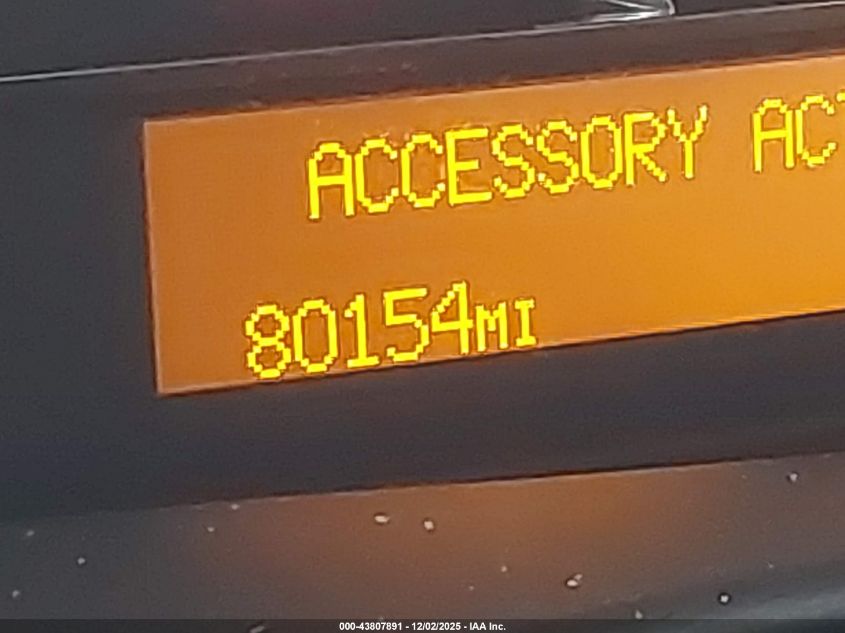 ACCESSORY AC
80154MI
000-43807891 - 12/02/2025 - IAA Inc.